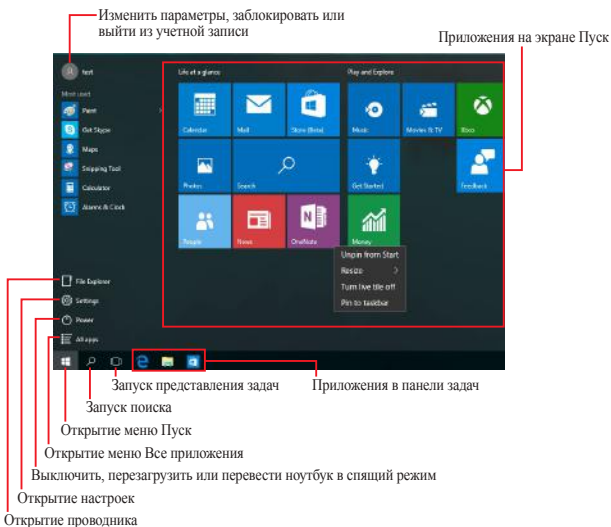 Изменить параметры, заблокировать или
выйти из учетной записи
Приложения на экране Пуск
test
Life at a glance
Play and Explore
Most used
Paint
Get Skype
Maps
Snipping Tool
Calculator
Alarms & Clock
Calendar
Mail
Store (Beta)
Music
Movies & TV
Xbox
Photos
Search
Get Started
Feedback
People
News
OneNote
Money
Unpin from Start
Resize
Turn live tile off
Pin to taskbar
File Explorer
Settings
Power
All apps
Запуск представления задач
Приложения в панели задач
Запуск поиска
Открытие меню Пуск
Открытие меню Все приложения
Выключить, перезагрузить или перевести ноутбук в спящий режим
Открытие настроек
Открытие проводника